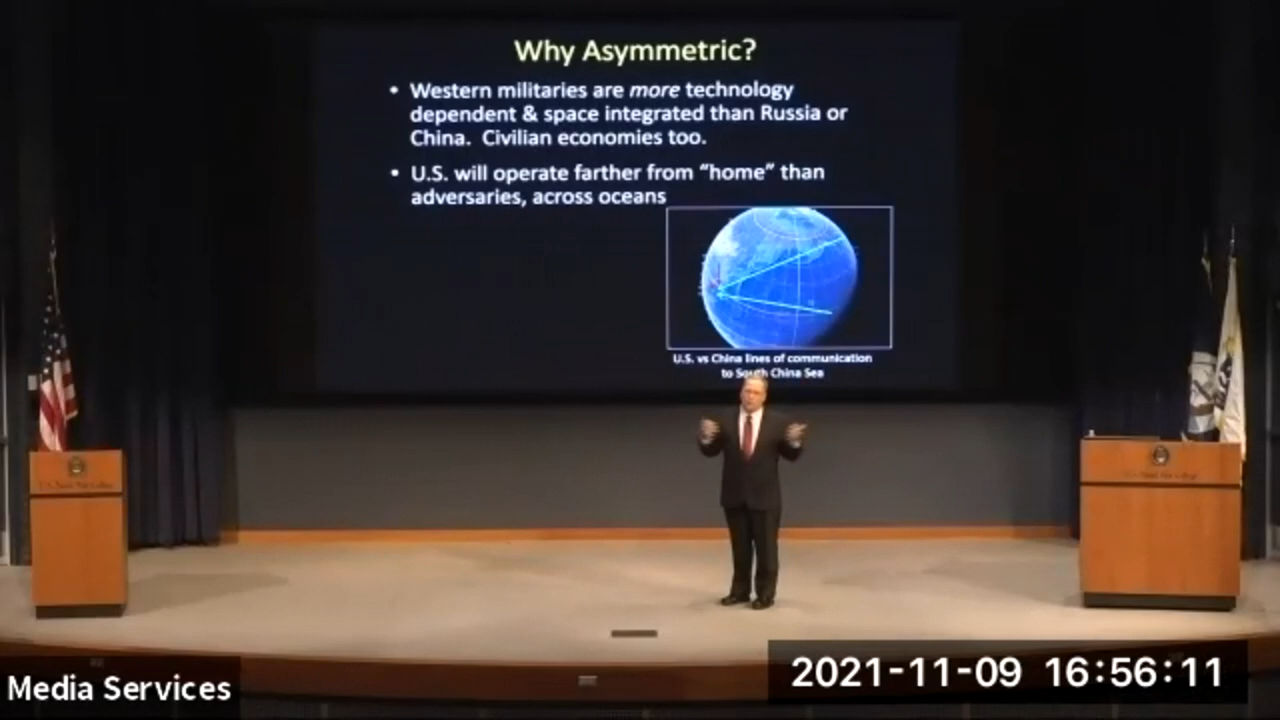 Why Asymmetric?
• Western militaries are more technology
dependent & space integrated than Russia or
China. Civilian economies too.
• U.S. will operate farther from “home” than
adversaries, across oceans
U.S. vs China lines of communication
to South China Sea
Media Services
2021-11-09 16:56:11